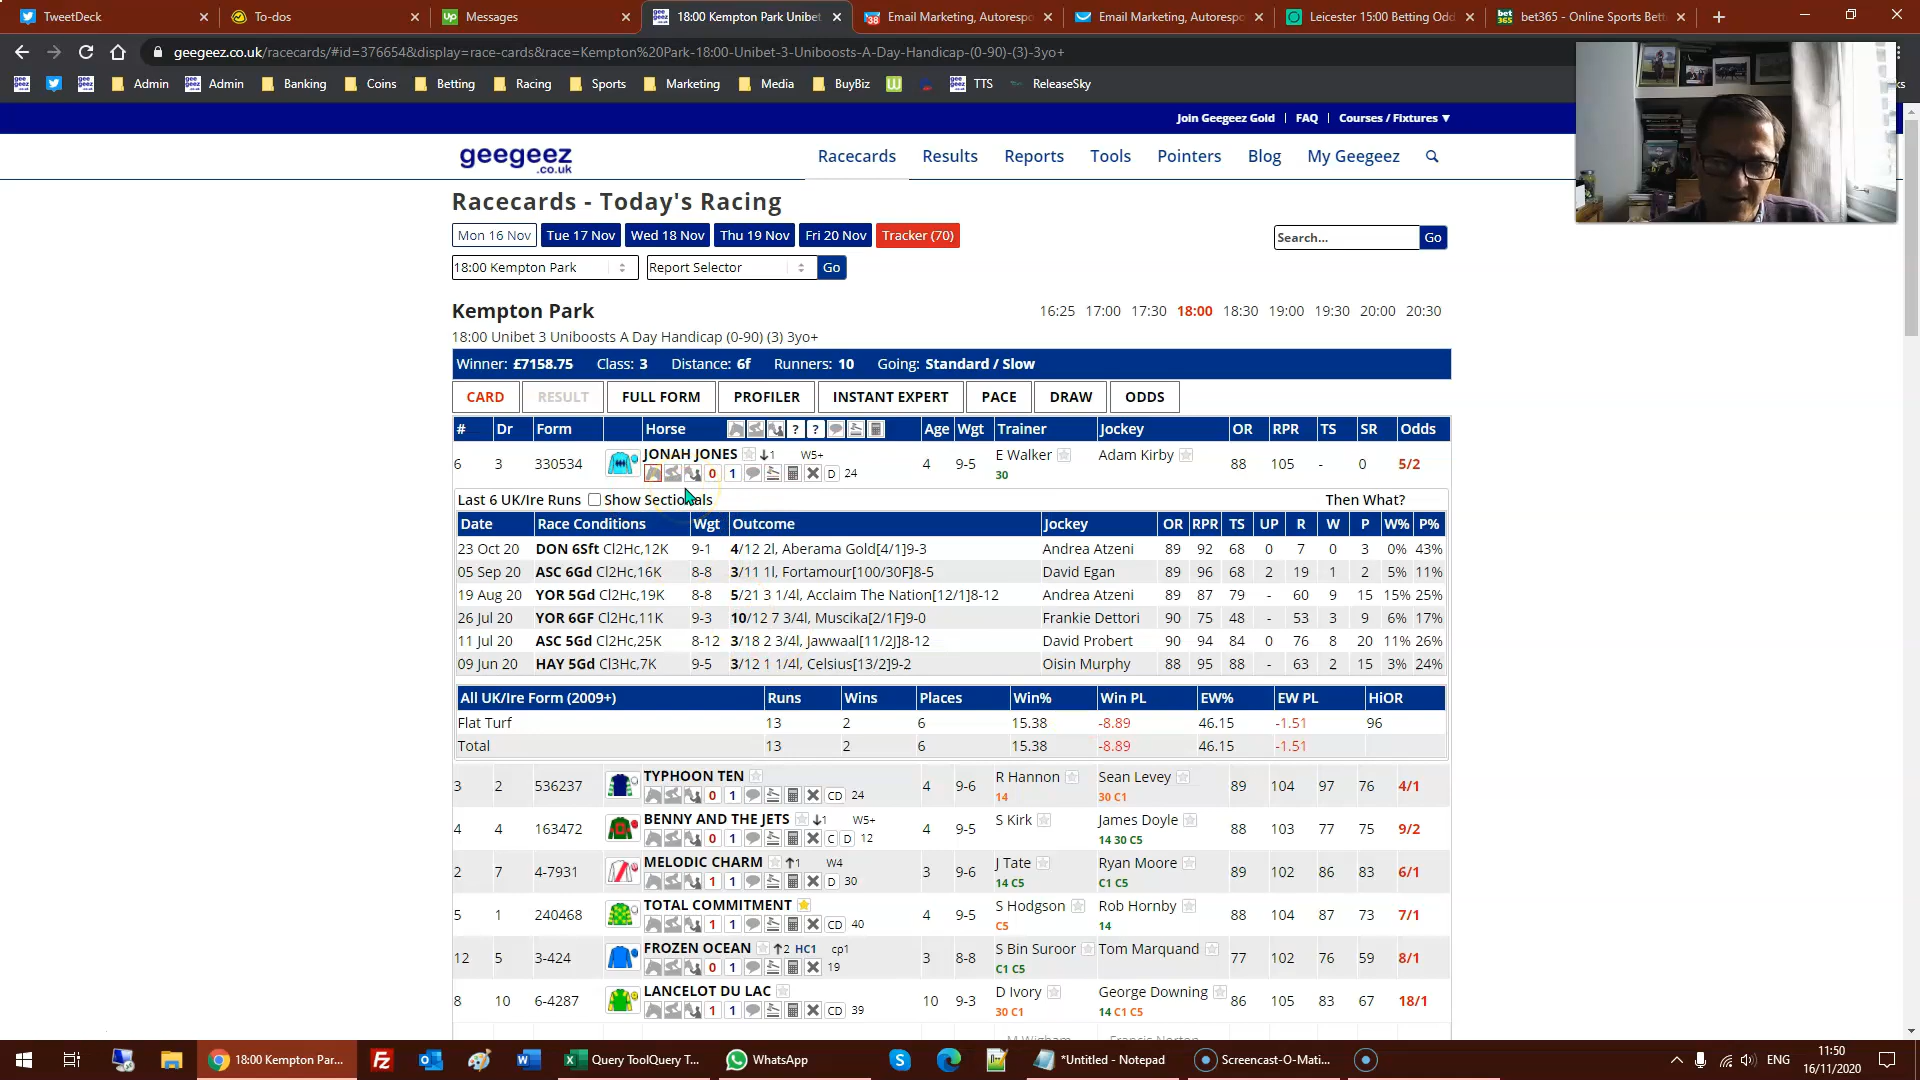 TweetDeck
To-dos
Messages
18:00 Kempton Park Unibet
Email Marketing, Autorespo
Email Marketing, Autorespo
Leicester 15:00 Betting Odd
bet365 - Online Sports Bett
geegeez.co.uk/racecards/#id=376654&display=race-cards&race=Kempton%20Park-18:00-Unibet-3-Uniboosts-A-Day-Handicap-(0-90)-(3)-3yo+
Admin Admin Banking Coins Betting Racing Sports Marketing Media BuyBiz TTS ReleaseSky
Join Geegeez Gold | FAQ | Courses / Fixtures ▼
geegeez .co.uk
Racecards Results Reports Tools Pointers Blog My Geegeez
Racecards - Today's Racing
Mon 16 Nov Tue 17 Nov Wed 18 Nov Thu 19 Nov Fri 20 Nov Tracker (70)
Search... Go
18:00 Kempton Park Report Selector Go
Kempton Park 16:25 17:00 17:30 18:00 18:30 19:00 19:30 20:00 20:30
18:00 Unibet 3 Uniboosts A Day Handicap (0-90) (3) 3yo+
Winner: £7158.75 Class: 3 Distance: 6f Runners: 10 Going: Standard / Slow
CARD RESULT FULL FORM PROFILER INSTANT EXPERT PACE DRAW ODDS
# Dr Form Horse ? ? Age Wgt Trainer Jockey OR RPR TS SR Odds
6 3 330534 JONAH JONES ↓1 W5+ 4 9-5 E Walker Adam Kirby 88 105 - 0 5/2
0 1 D 24 30
Last 6 UK/Ire Runs Show Sectionals Then What?
Date Race Conditions Wgt Outcome Jockey OR RPR TS UP R W P W% P%
23 Oct 20 DON 6Sft Cl2Hc,12K 9-1 4/12 2l, Aberama Gold[4/1]9-3 Andrea Atzeni 89 92 68 0 7 0 3 0% 43%
05 Sep 20 ASC 6Gd Cl2Hc,16K 8-8 3/11 1l, Fortamour[100/30F]8-5 David Egan 89 96 68 2 19 1 2 5% 11%
19 Aug 20 YOR 5Gd Cl2Hc,19K 8-8 5/21 3 1/4l, Acclaim The Nation[12/1]8-12 Andrea Atzeni 89 87 79 - 60 9 15 15% 25%
26 Jul 20 YOR 6GF Cl2Hc,11K 9-3 10/12 7 3/4l, Muscika[2/1F]9-0 Frankie Dettori 90 75 48 - 53 3 9 6% 17%
11 Jul 20 ASC 5Gd Cl2Hc,25K 8-12 3/18 2 3/4l, Jawwaal[11/2J]8-12 David Probert 90 94 84 0 76 8 20 11% 26%
09 Jun 20 HAY 5Gd Cl3Hc,7K 9-5 3/12 1 1/4l, Celsius[13/2]9-2 Oisin Murphy 88 95 88 - 63 2 15 3% 24%
All UK/Ire Form (2009+) Runs Wins Places Win% Win PL EW% EW PL HiOR
Flat Turf 13 2 6 15.38 -8.89 46.15 -1.51 96
Total 13 2 6 15.38 -8.89 46.15 -1.51
3 2 536237 TYPHOON TEN 4 9-6 R Hannon Sean Levey 89 104 97 76 4/1
0 1 CD 24 14 30 C1
4 4 163472 BENNY AND THE JETS ↓1 W5+ 4 9-5 S Kirk James Doyle 88 103 77 75 9/2
0 1 C D 12 14 30 C5
2 7 4-7931 MELODIC CHARM ↑1 W4 3 9-6 J Tate Ryan Moore 89 102 86 83 6/1
1 1 D 30 14 C5 C1 C5
5 1 240468 TOTAL COMMITMENT 4 9-5 S Hodgson Rob Hornby 88 104 87 73 7/1
1 1 CD 40 C5 14
12 5 3-424 FROZEN OCEAN ↑2 HC1 cp1 3 8-8 S Bin Suroor Tom Marquand 77 102 76 59 8/1
0 1 19 C1 C5
8 10 6-4287 LANCELOT DU LAC 10 9-3 D Ivory George Downing 86 105 83 67 18/1
1 1 CD 39 30 C1 14 C1 C5
18:00 Kempton Par... Query ToolQuery T... WhatsApp *Untitled - Notepad Screencast-O-Mati... ENG
11:50
16/11/2020